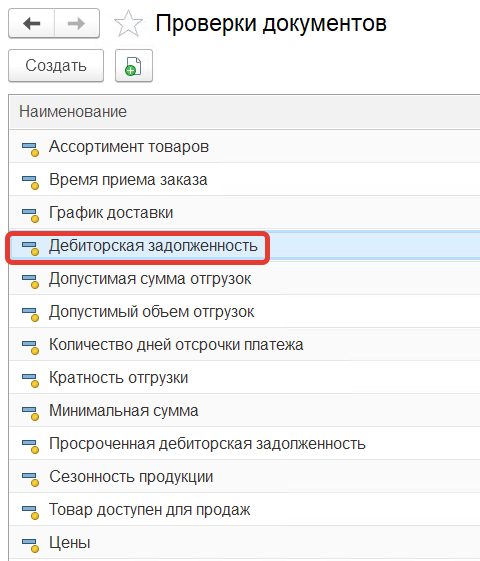 Проверки документов
Создать
Наименование
Ассортимент товаров
Время приема заказа
График доставки
Дебиторская задолженность
Допустимая сумма отгрузок
Допустимый объем отгрузок
Количество дней отсрочки платежа
Кратность отгрузки
Минимальная сумма
Просроченная дебиторская задолженность
Сезонность продукции
Товар доступен для продаж
Цены